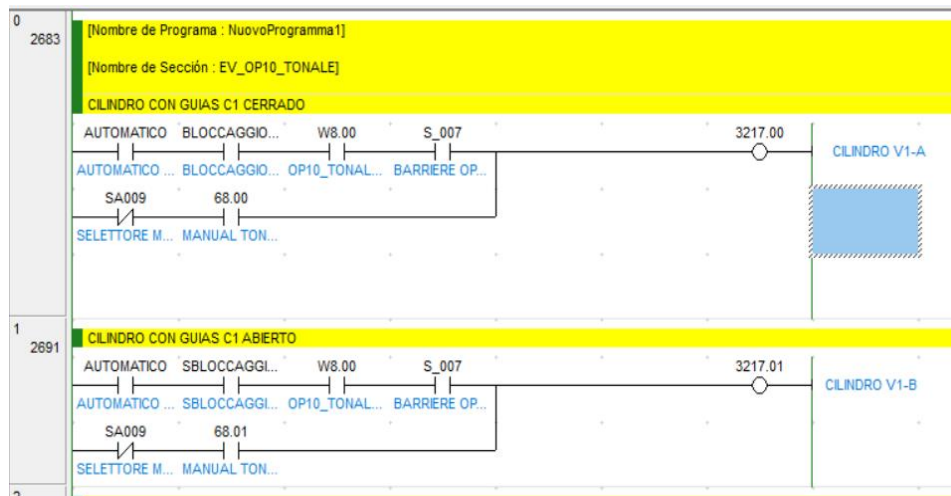 0
2683
[Nombre de Programa : NuovoProgramma1]
[Nombre de Sección : EV_OP10_TONALE]
CILINDRO CON GUIAS C1 CERRADO
AUTOMATICO BLOCCAGGIO... W8.00 S_007 3217.00
CILINDRO V1-A
AUTOMATICO ... BLOCCAGGIO... OP10_TONAL... BARRIERE OP...
SA009 68.00
SELETTORE M... MANUAL TON...
1
2691
CILINDRO CON GUIAS C1 ABIERTO
AUTOMATICO SBLOCCAGGI... W8.00 S_007 3217.01
CILINDRO V1-B
AUTOMATICO ... SBLOCCAGGI... OP10_TONAL... BARRIERE OP...
SA009 68.01
SELETTORE M... MANUAL TON...